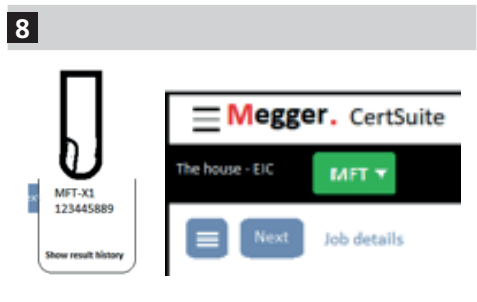 8
Megger. CertSuite
The house - EIC
MFT
MFT-X1
123445889
Show result history
Next
Job details